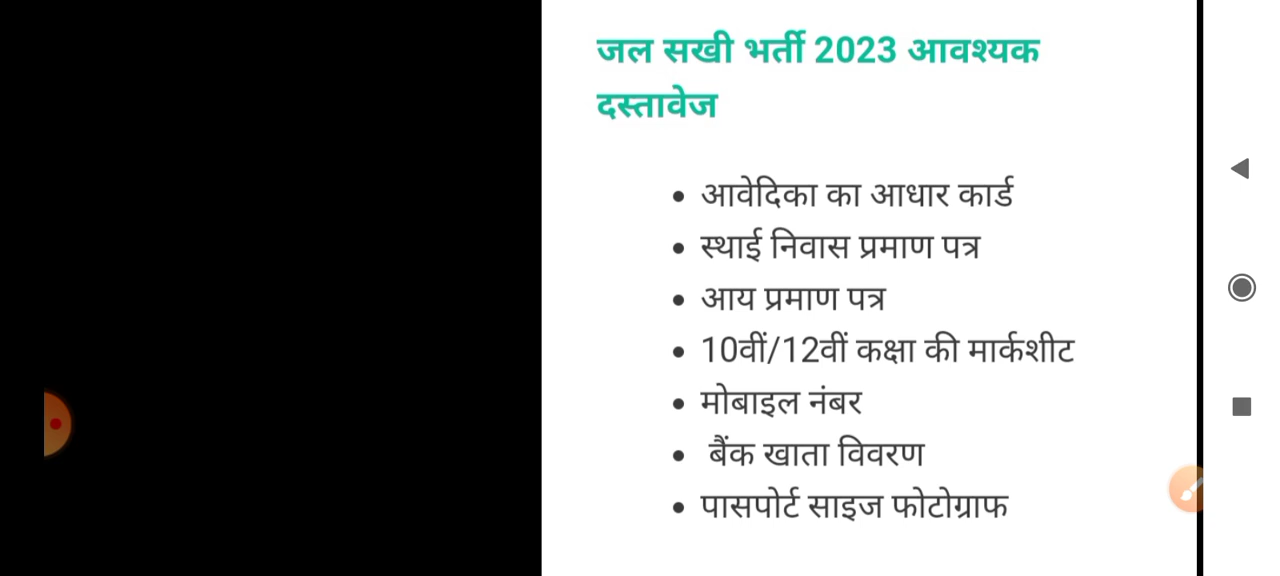 जल सखी भर्ती 2023 आवश्यक
दस्तावेज
• आवेदिका का आधार कार्ड
• स्थाई निवास प्रमाण पत्र
• आय प्रमाण पत्र
• 10वीं/12वीं कक्षा की मार्कशीट
• मोबाइल नंबर
• बैंक खाता विवरण
• पासपोर्ट साइज फोटोग्राफ